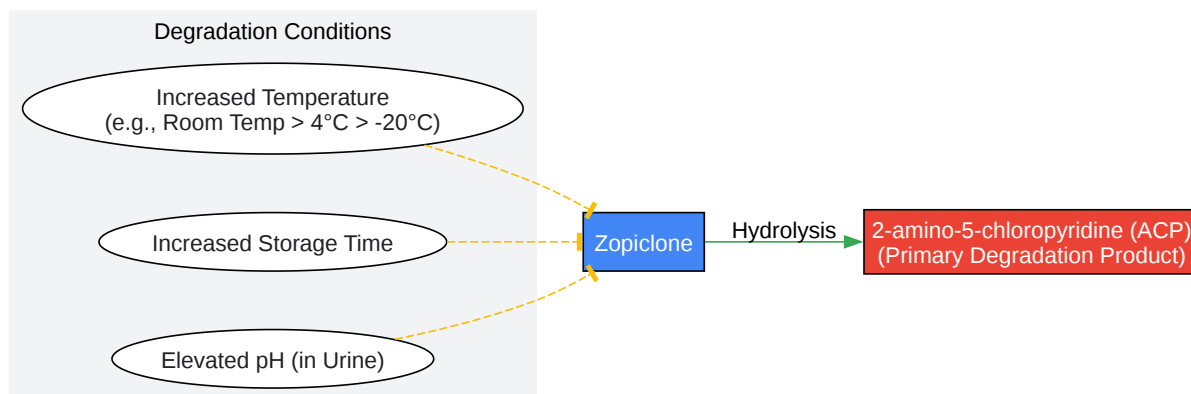 Degradation Conditions
Increased Temperature
(e.g., Room Temp > 4°C > -20°C)
Increased Storage Time
Elevated pH (in Urine)
Zopiclone
Hydrolysis
2-amino-5-chloropyridine (ACP)
(Primary Degradation Product)